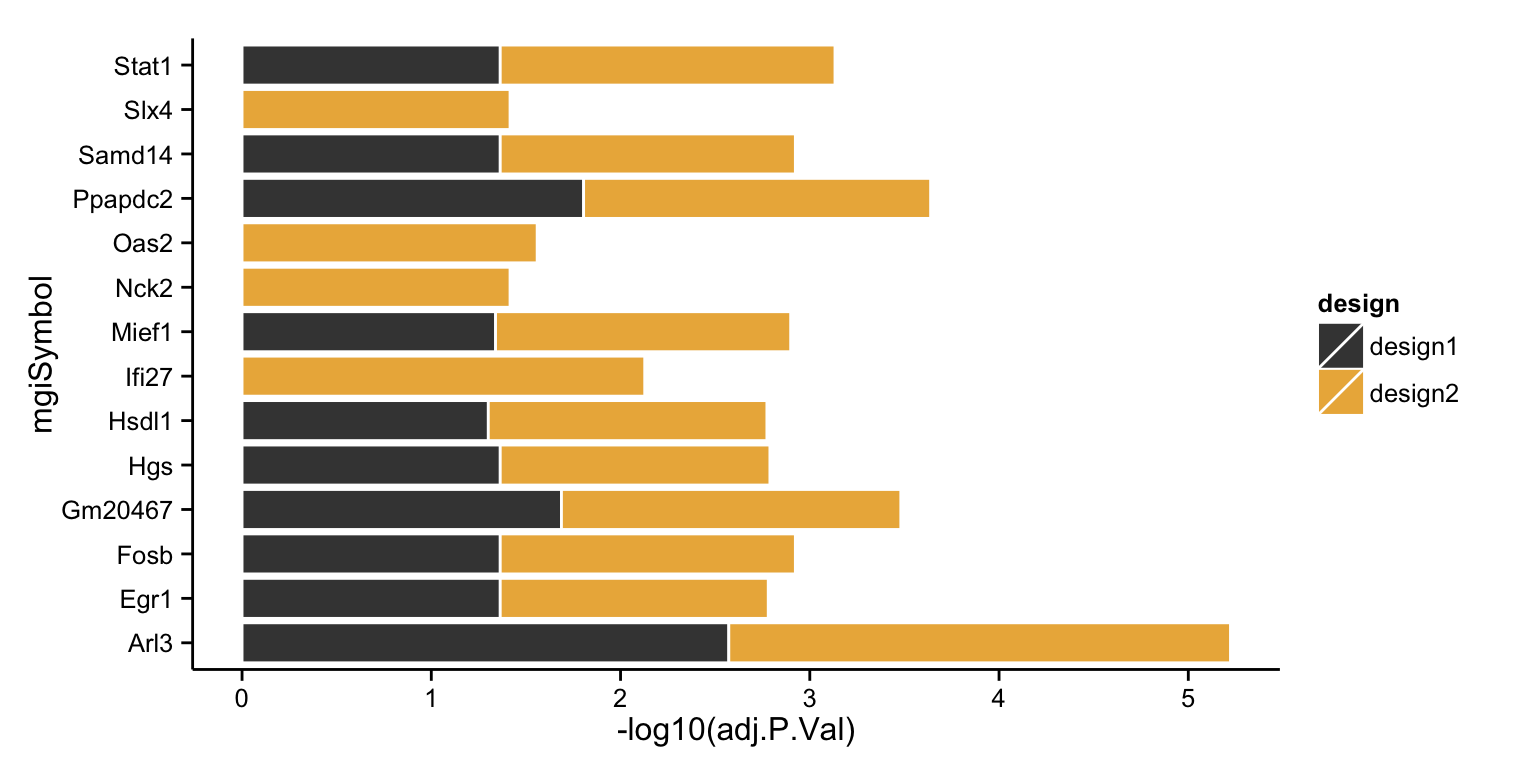 Stat1
Slx4
Samd14
Ppapdc2
Oas2
Nck2
Mief1
Ifi27
Hsdl1
Hgs
Gm20467
Fosb
Egr1
Arl3
mgiSymbol
0 1 2 3 4 5
-log10(adj.P.Val)
design
design1
design2